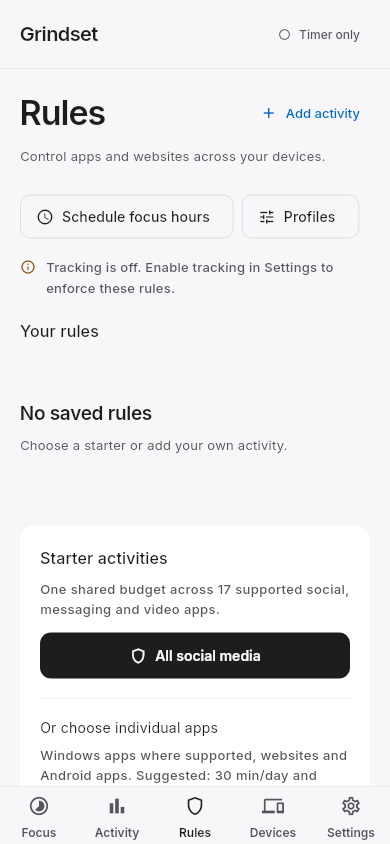 Grindset
Timer only
Rules
Add activity
Control apps and websites across your devices.
Schedule focus hours
Profiles
Tracking is off. Enable tracking in Settings to
enforce these rules.
Your rules
No saved rules
Choose a starter or add your own activity.
Starter activities
One shared budget across 17 supported social,
messaging and video apps.
All social media
Or choose individual apps
Windows apps where supported, websites and
Android apps. Suggested: 30 min/day and
Focus
Activity
Rules
Devices
Settings